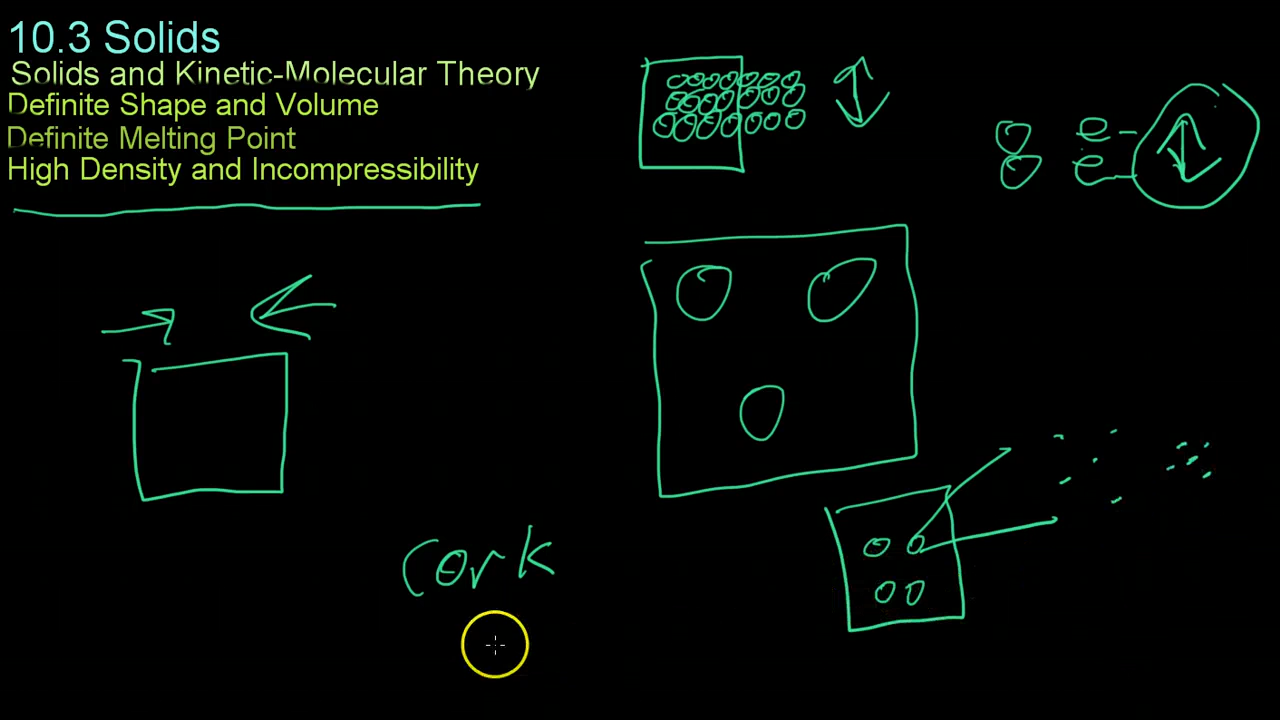 10.3 Solids
Solids and Kinetic-Molecular Theory
Definite Shape and Volume
Definite Melting Point
High Density and Incompressibility
e-
e-
cork